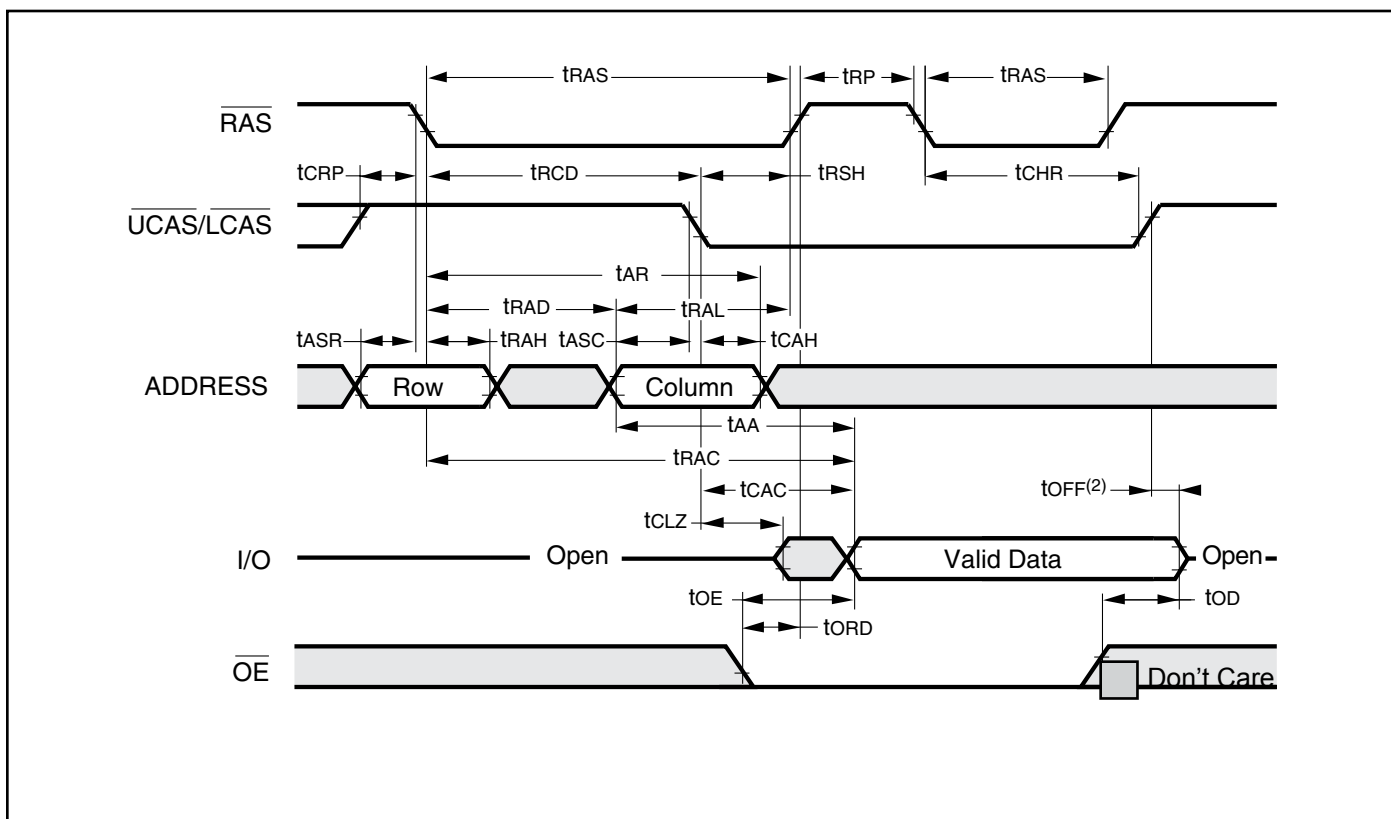 tRAS tRP tRAS
RAS
tCRP tRCD tRSH tCHR
UCAS/LCAS
tAR
tRAD tRAL
tASR tRAH tASC tCAH
ADDRESS Row Column
tAA
tRAC
tCAC tOFF(2)
tCLZ
I/O Open Valid Data Open
tOE tOD
tORD
OE
Don't Care